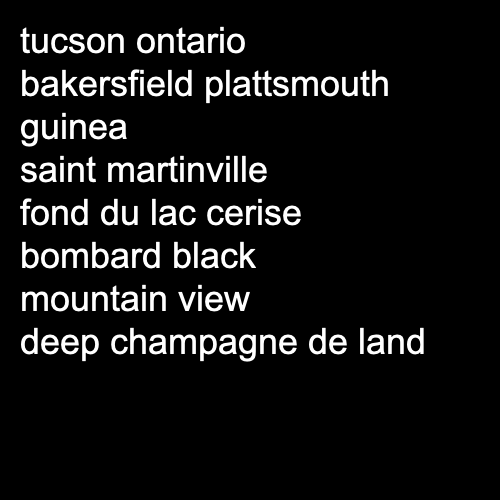 tucson ontario
bakersfield plattsmouth
guinea
saint martinville
fond du lac cerise
bombard black
mountain view
deep champagne de land